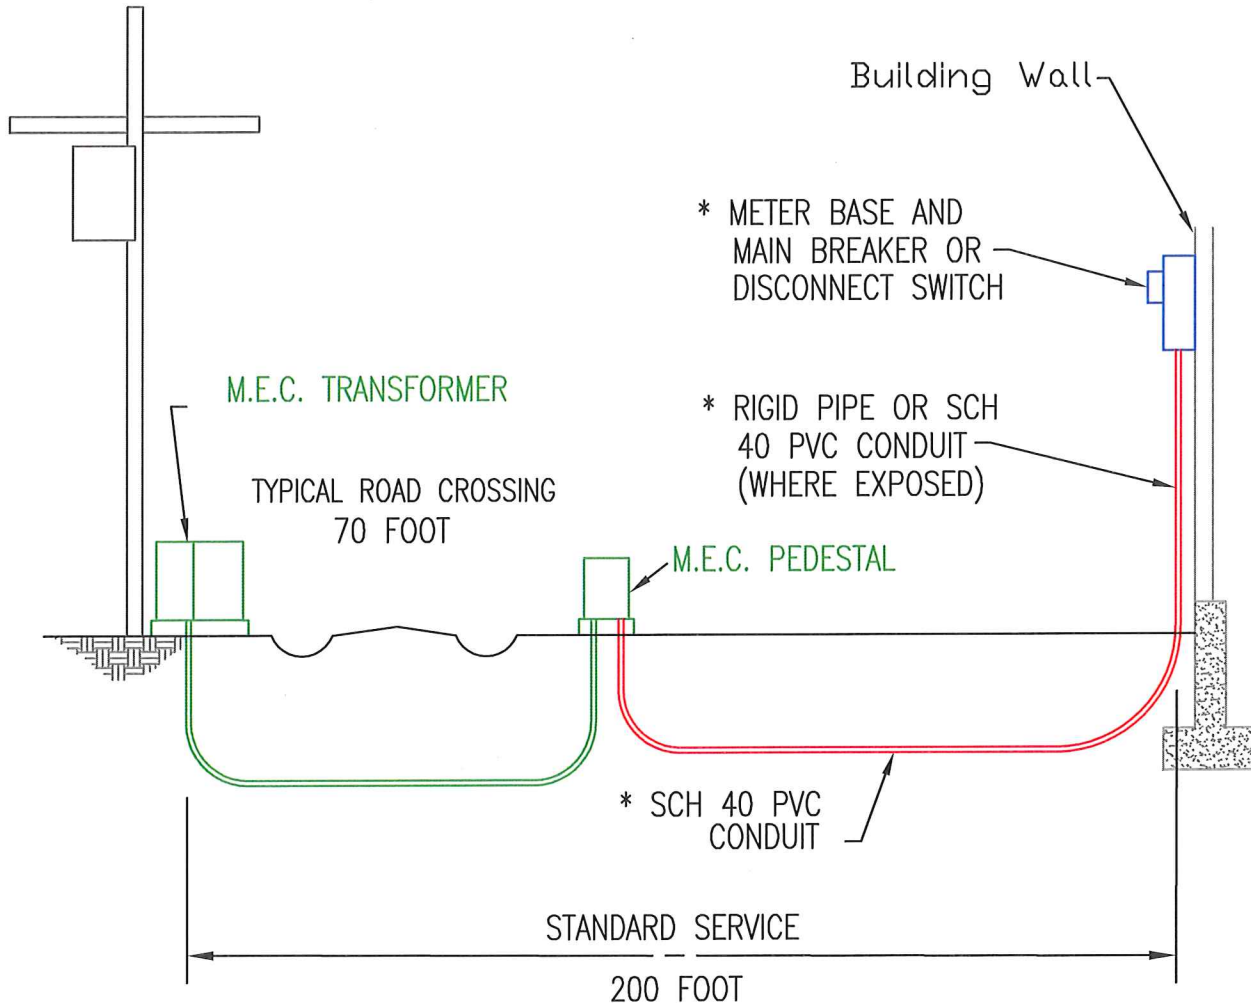 Building Wall
* METER BASE AND
MAIN BREAKER OR
DISCONNECT SWITCH
M.E.C. TRANSFORMER
* RIGID PIPE OR SCH
40 PVC CONDUIT
(WHERE EXPOSED)
TYPICAL ROAD CROSSING
70 FOOT
M.E.C. PEDESTAL
* SCH 40 PVC
CONDUIT
STANDARD SERVICE
200 FOOT